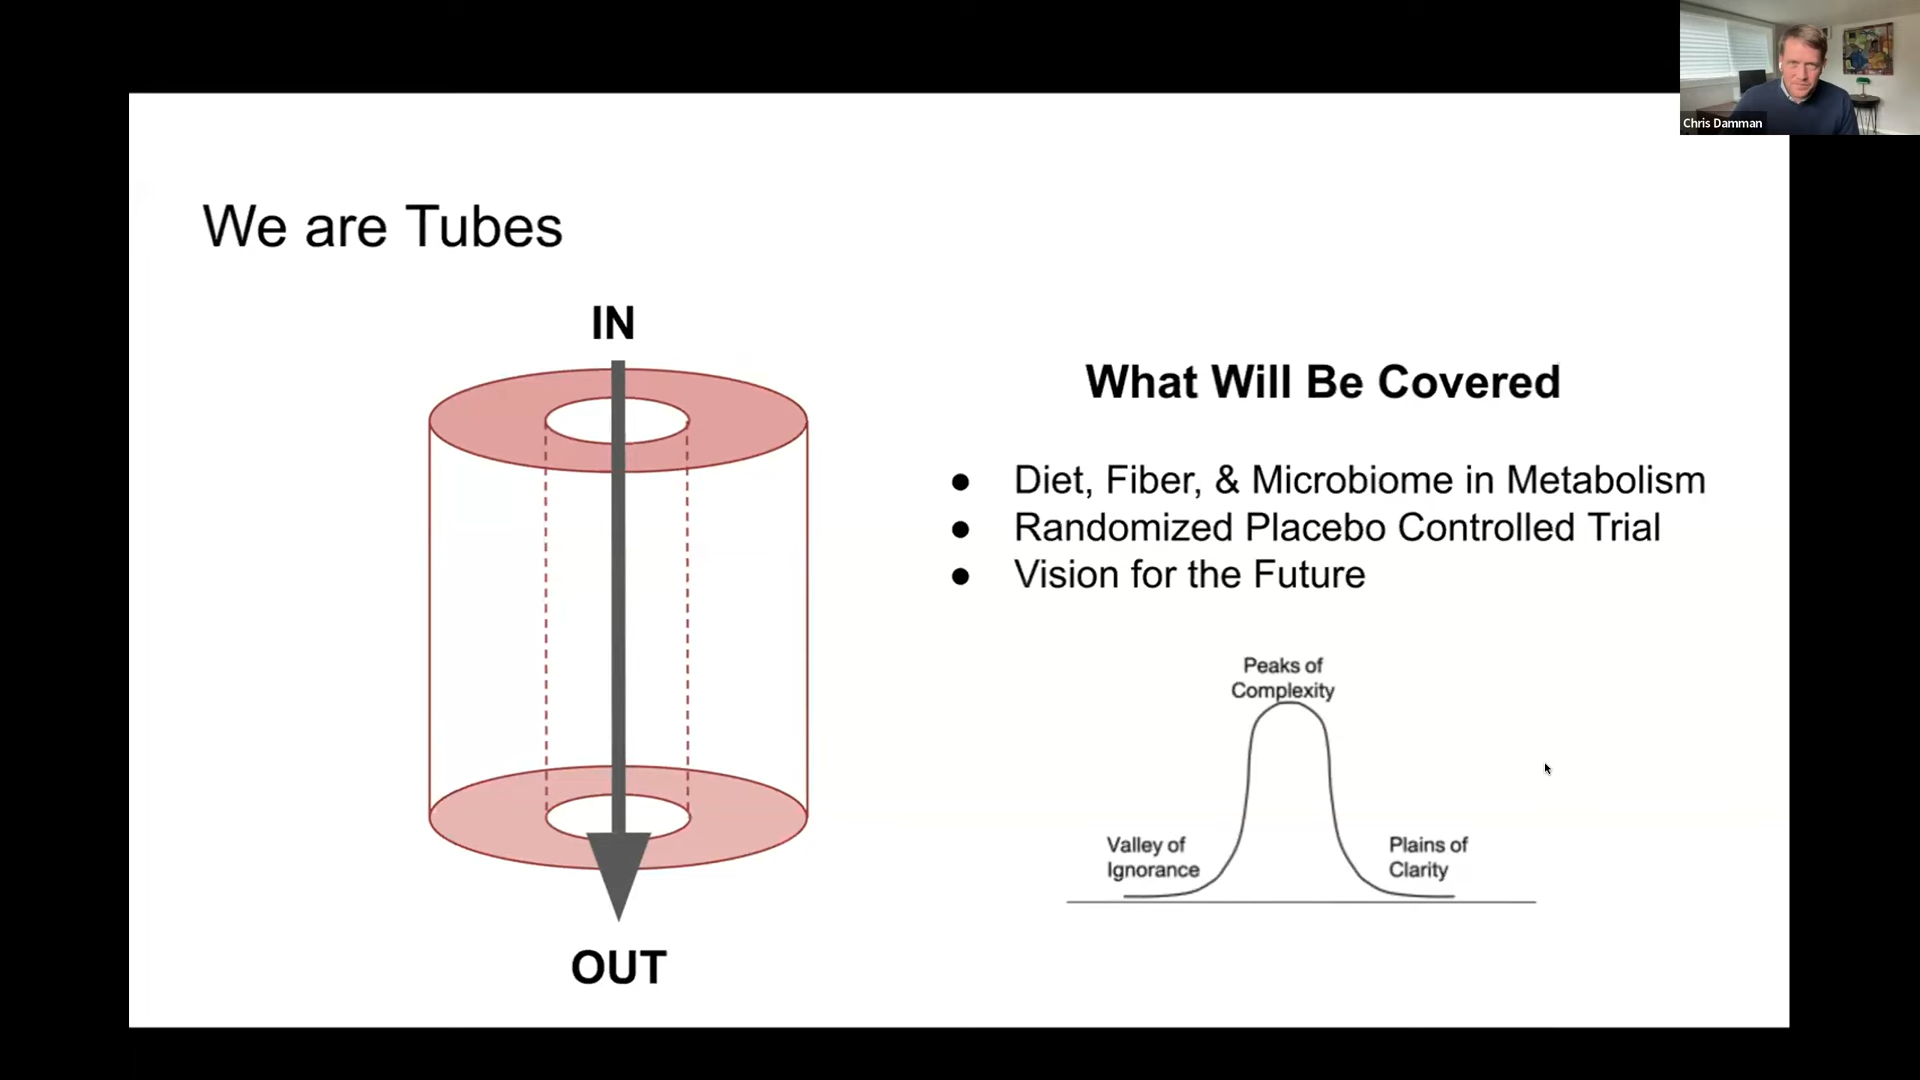 Chris Damman
We are Tubes
IN
OUT
What Will Be Covered
● Diet, Fiber, & Microbiome in Metabolism
● Randomized Placebo Controlled Trial
● Vision for the Future
Peaks of
Complexity
Valley of
Ignorance
Plains of
Clarity